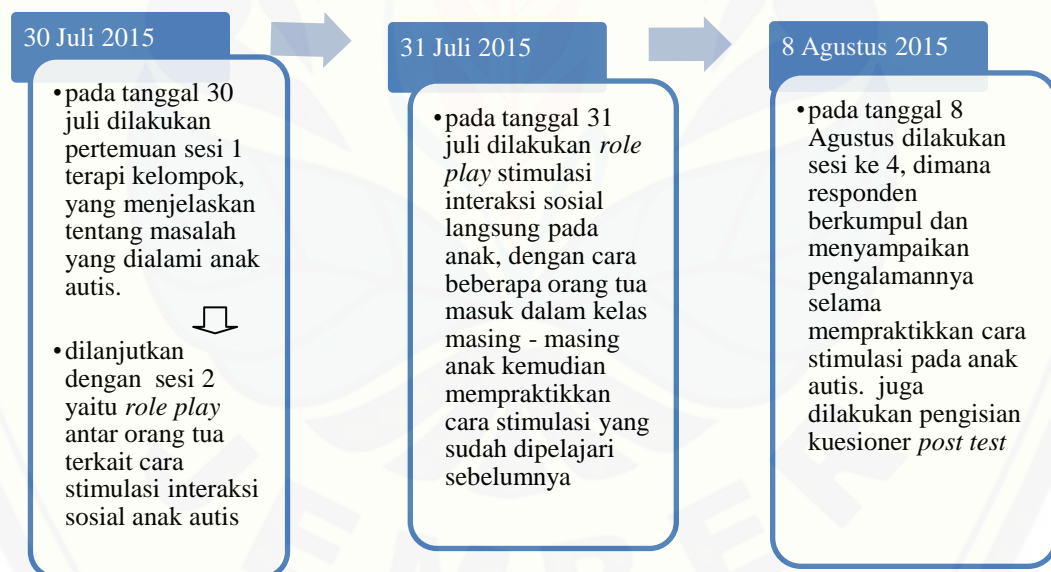 30 Juli 2015
•pada tanggal 30
juli dilakukan
pertemuan sesi 1
terapi kelompok,
yang menjelaskan
tentang masalah
yang dialami anak
autis.
•dilanjutkan
dengan sesi 2
yaitu role play
antar orang tua
terkait cara
stimulasi interaksi
sosial anak autis
31 Juli 2015
•pada tanggal 31
juli dilakukan role
play stimulasi
interaksi sosial
langsung pada
anak, dengan cara
beberapa orang tua
masuk dalam kelas
masing - masing
anak kemudian
mempraktikkan
cara stimulasi yang
sudah dipelajari
sebelumnya
8 Agustus 2015
•pada tanggal 8
Agustus dilakukan
sesi ke 4, dimana
responden
berkumpul dan
menyampaikan
pengalamannya
selama
mempraktikkan cara
stimulasi pada anak
autis. juga
dilakukan pengisian
kuesioner post test